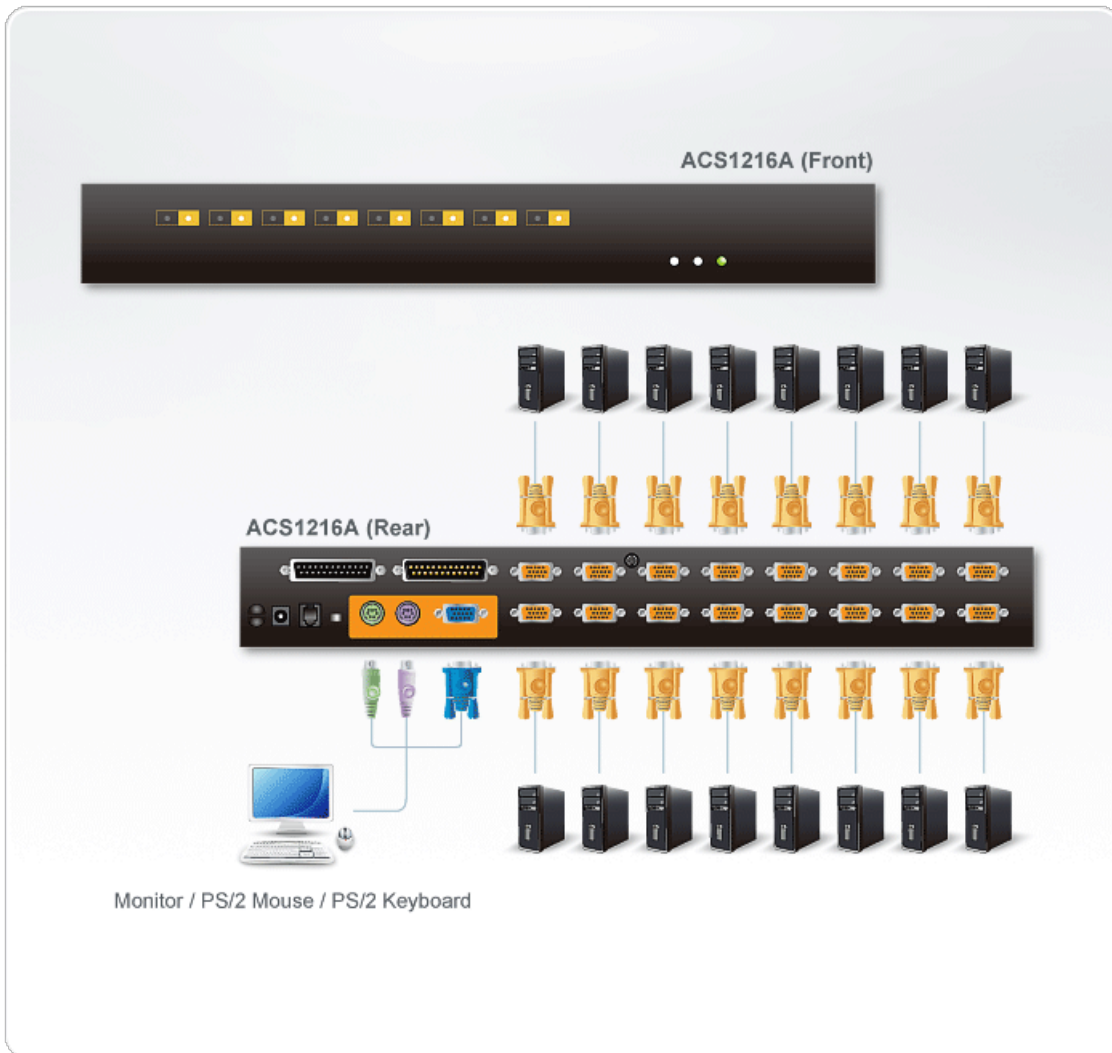 ACS1216A (Front)
ACS1216A (Rear)
Monitor / PS/2 Mouse / PS/2 Keyboard